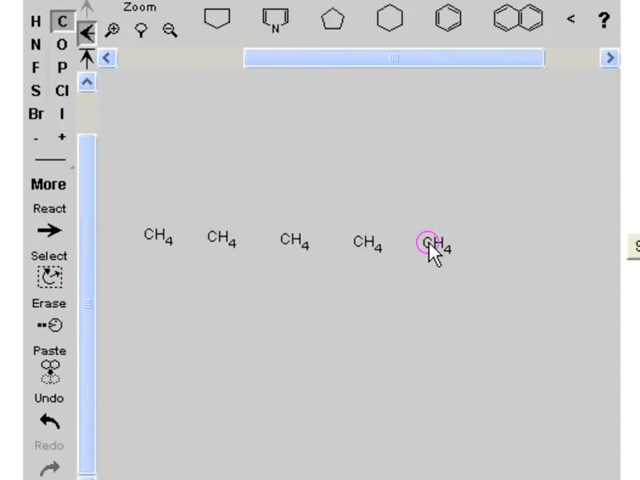 Zoom
H C
N O
F P
S Cl
Br I
- +
N
< ?
More
React
Select
Erase
Paste
Undo
Redo
CH4 CH4 CH4 CH4 CH4
S